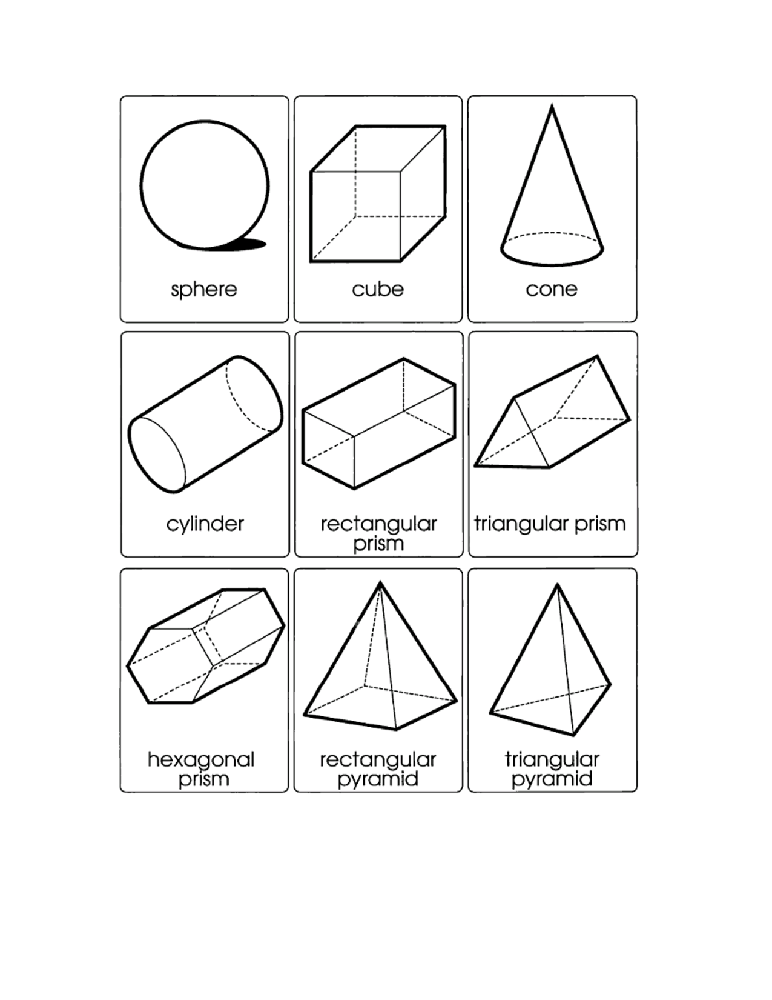 sphere
cube
cone
cylinder
rectangular
prism
triangular prism
hexagonal
prism
rectangular
pyramid
triangular
pyramid